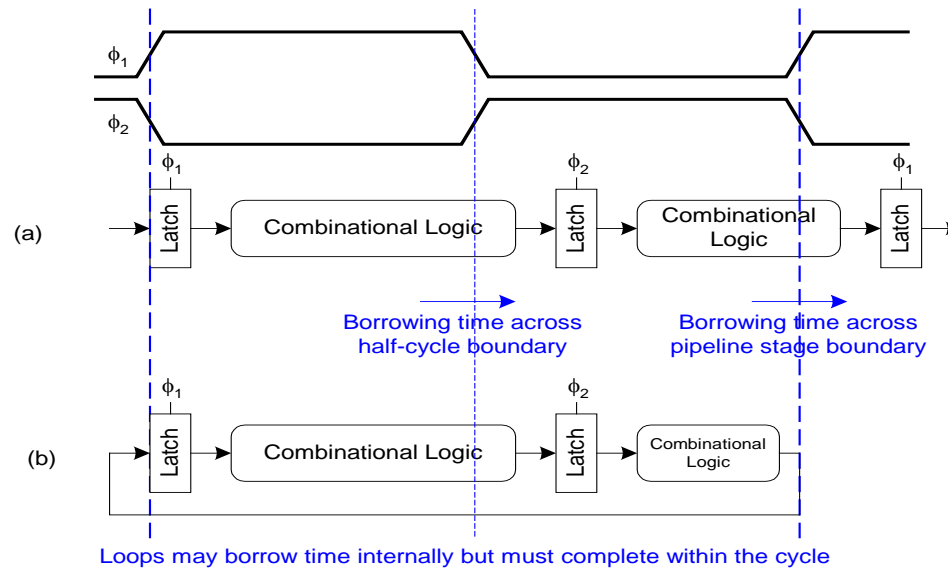 ϕ1
ϕ2
ϕ1
ϕ2
ϕ1
(a)
Latch
Combinational Logic
Latch
Combinational
Logic
Latch
Borrowing time across
half-cycle boundary
Borrowing time across
pipeline stage boundary
ϕ1
ϕ2
(b)
Latch
Combinational Logic
Latch
Combinational
Logic
Loops may borrow time internally but must complete within the cycle